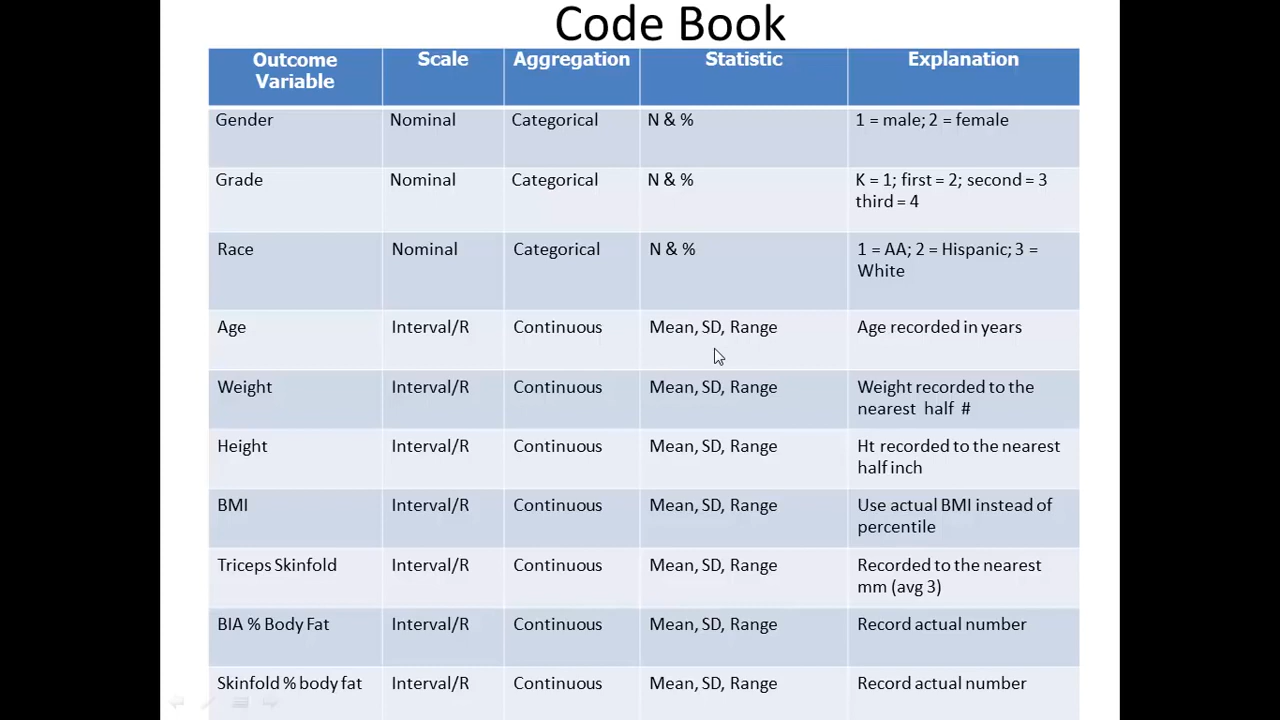 Code Book
Outcome Variable	Scale	Aggregation	Statistic	Explanation
Gender	Nominal	Categorical	N & %	1 = male; 2 = female
Grade	Nominal	Categorical	N & %	K = 1; first = 2; second = 3
third = 4
Race	Nominal	Categorical	N & %	1 = AA; 2 = Hispanic; 3 =
White
Age	Interval/R	Continuous	Mean, SD, Range	Age recorded in years
Weight	Interval/R	Continuous	Mean, SD, Range	Weight recorded to the
nearest half #
Height	Interval/R	Continuous	Mean, SD, Range	Ht recorded to the nearest
half inch
BMI	Interval/R	Continuous	Mean, SD, Range	Use actual BMI instead of
percentile
Triceps Skinfold	Interval/R	Continuous	Mean, SD, Range	Recorded to the nearest
mm (avg 3)
BIA % Body Fat	Interval/R	Continuous	Mean, SD, Range	Record actual number
Skinfold % body fat	Interval/R	Continuous	Mean, SD, Range	Record actual number